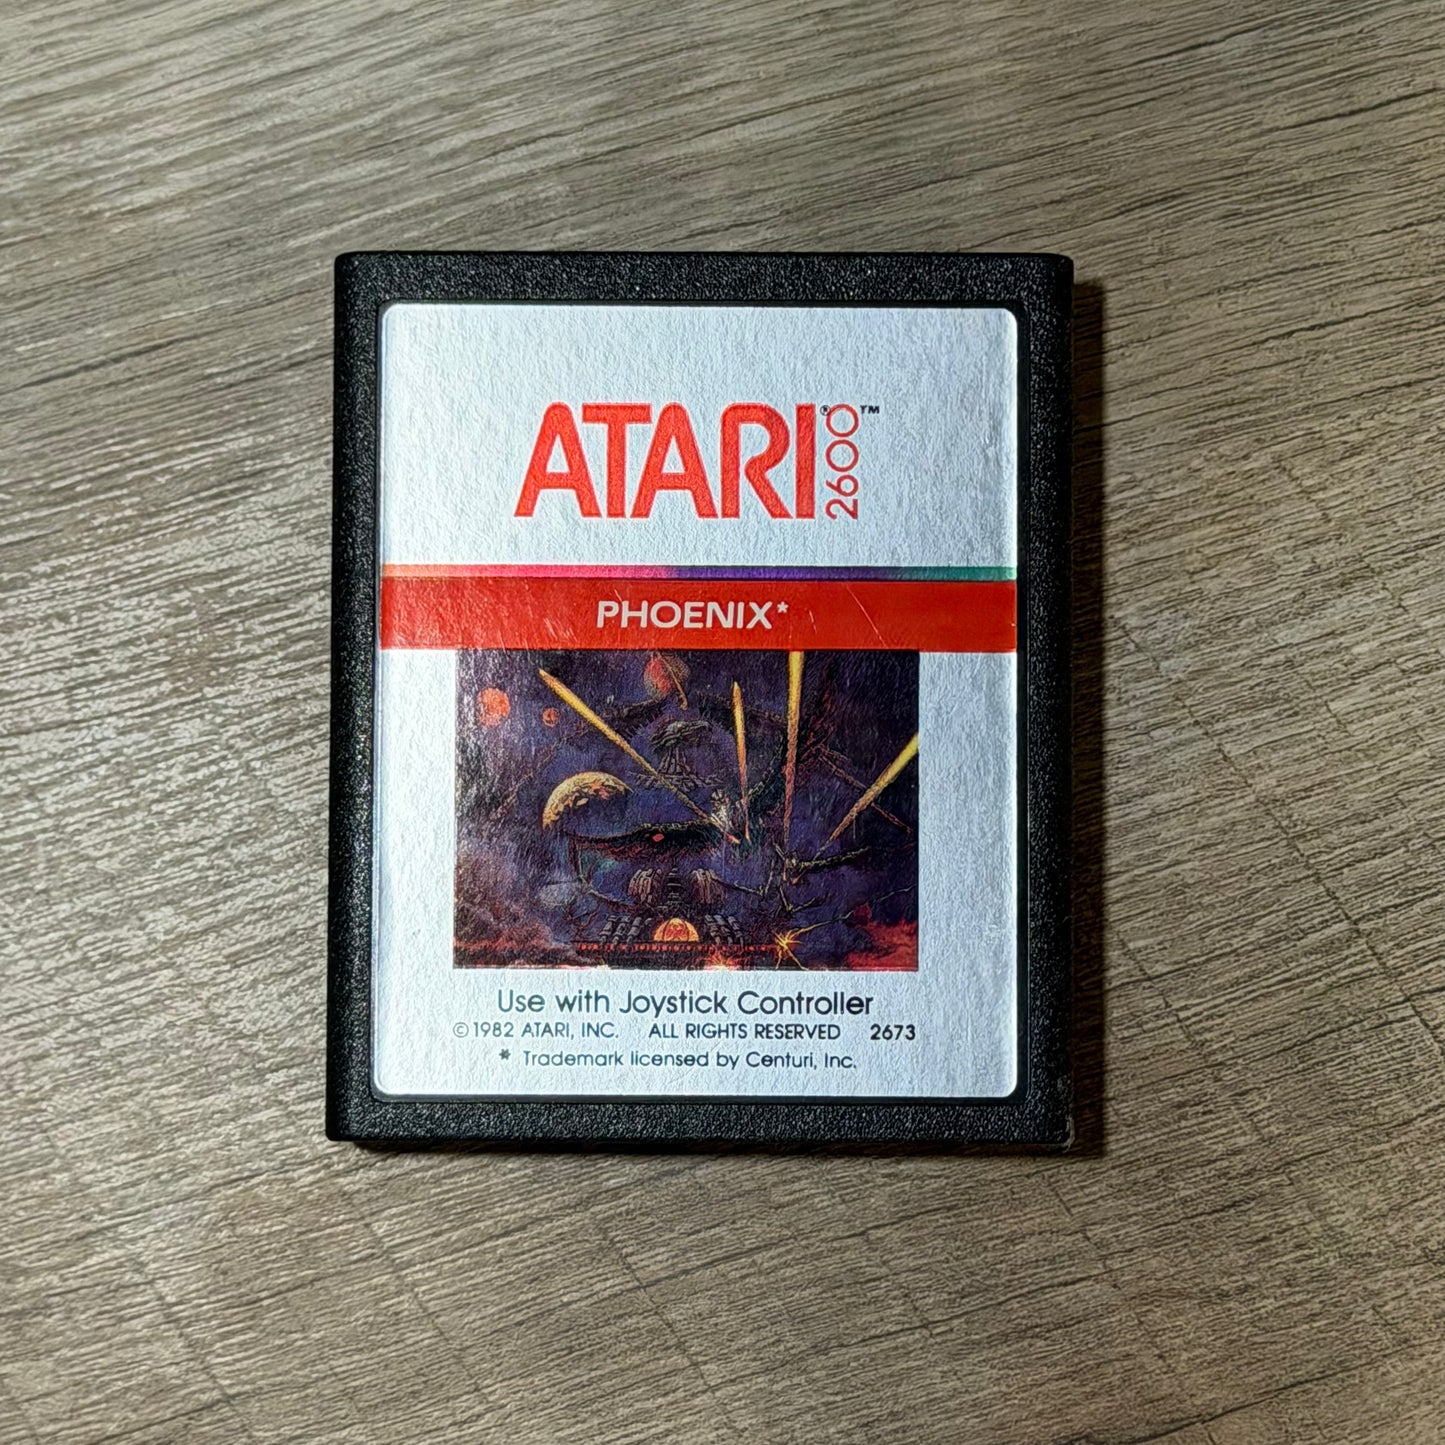 ATARI® 2600™
PHOENIX*
Use with Joystick Controller
©1982 ATARI, INC. ALL RIGHTS RESERVED 2673
* Trademark licensed by Centuri, Inc.